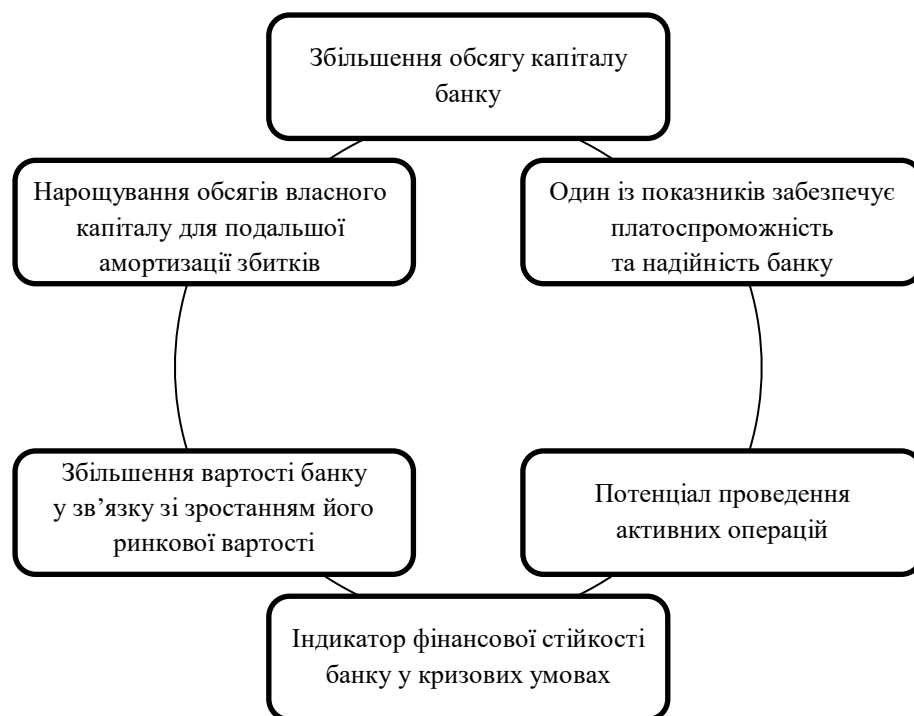 Збільшення обсягу капіталу
банку
Нарощування обсягів власного
капіталу для подальшої
амортизації збитків
Один із показників забезпечує
платоспроможність
та надійність банку
Збільшення вартості банку
у зв’язку зі зростанням його
ринкової вартості
Потенціал проведення
активних операцій
Індикатор фінансової стійкості
банку у кризових умовах